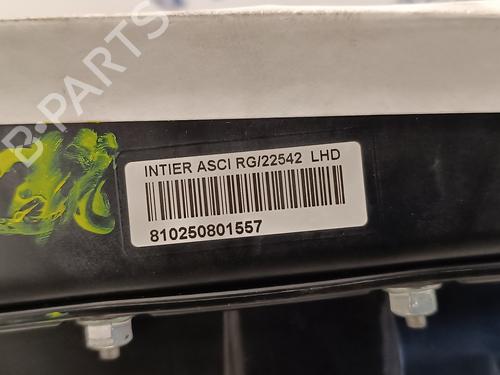 B-PARTS
INTIER ASCI RG/22542 LHD
810250801557